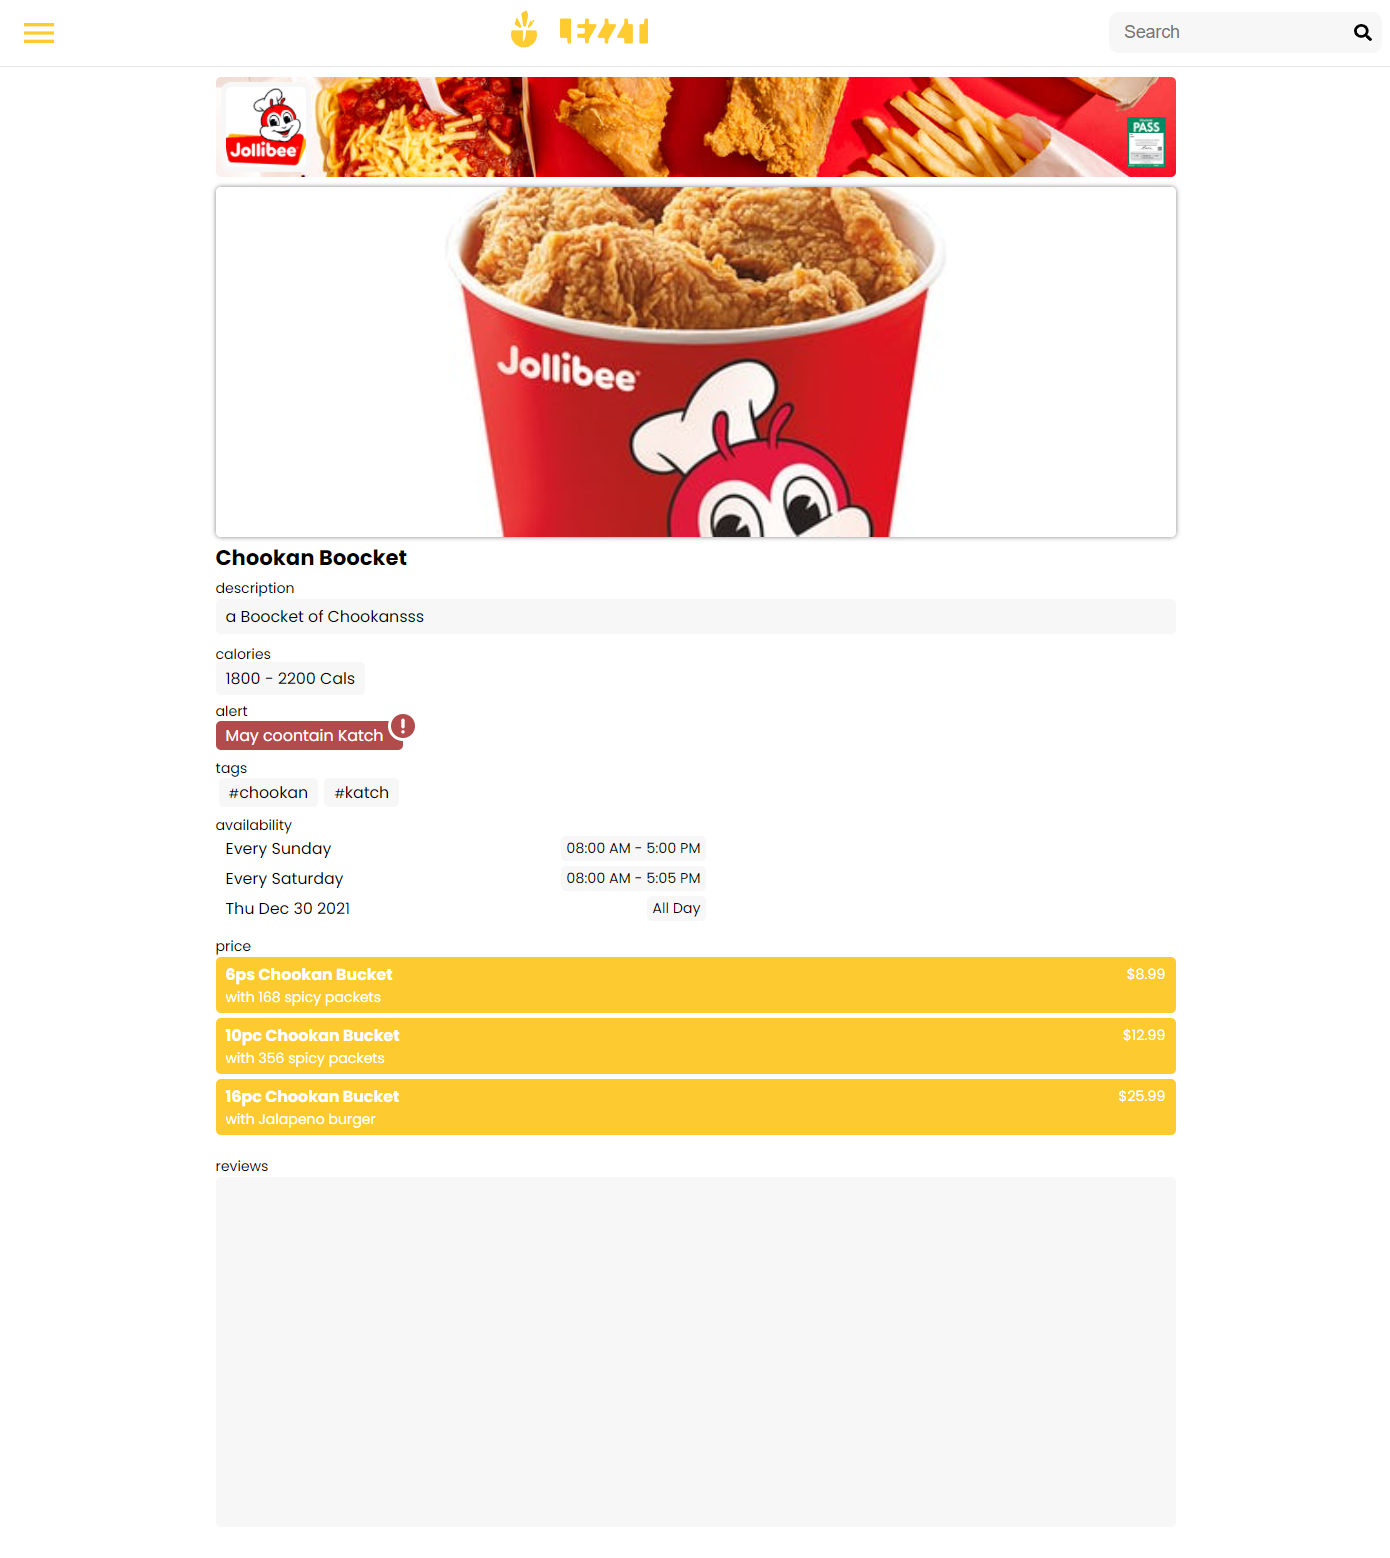 Search
Jollibee
PASS
Jollibee
Chookan Boocket
description
a Boocket of Chookansss
calories
1800 - 2200 Cals
alert
May coontain Katch
tags
#chookan #katch
availability
Every Sunday 08:00 AM - 5:00 PM
Every Saturday 08:00 AM - 5:05 PM
Thu Dec 30 2021 All Day
price
6ps Chookan Bucket $8.99
with 168 spicy packets
10pc Chookan Bucket $12.99
with 356 spicy packets
16pc Chookan Bucket $25.99
with Jalapeno burger
reviews